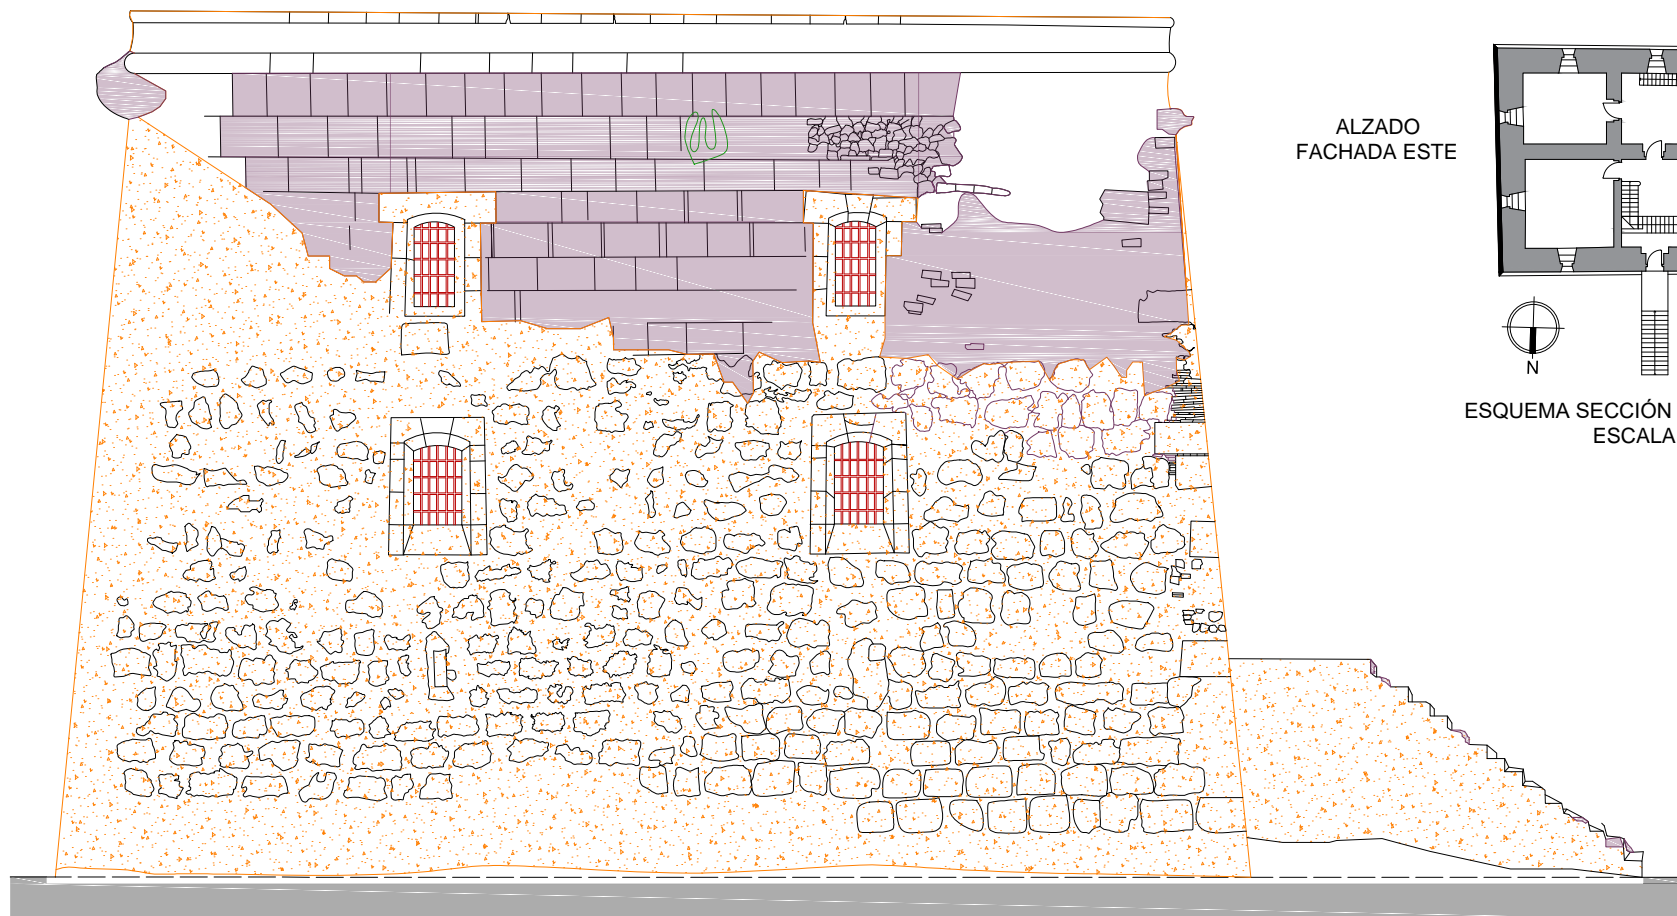 ALZADO
FACHADA ESTE
N
ESQUEMA SECCIÓN
ESCALA